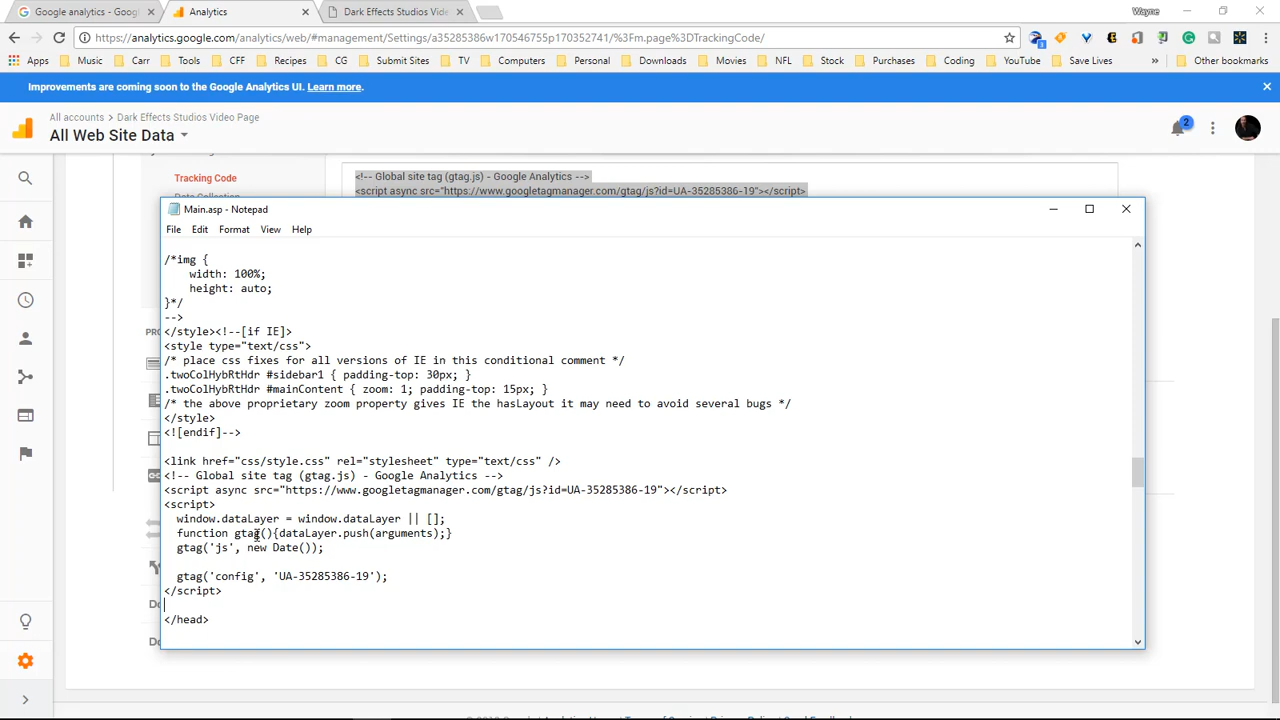 Google analytics - Goog
Analytics
Dark Effects Studios Vide
Wayne
https://analytics.google.com/analytics/web/#management/Settings/a35285386w170546755p170352741/%3Fm.page%3DTrackingCode/
3
Apps Music Carr Tools CFF Recipes CG Submit Sites TV Computers Personal Downloads Movies NFL Stock Purchases Coding YouTube Save Lives » Other bookmarks
Improvements are coming soon to the Google Analytics UI. Learn more.
All accounts > Dark Effects Studios Video Page
All Web Site Data
2
Tracking Code
<!-- Global site tag (gtag.js) - Google Analytics -->
<script async src="https://www.googletagmanager.com/gtag/js?id=UA-35285386-19"></script>
Data Collection
Main.asp - Notepad
File Edit Format View Help
/*img {
width: 100%;
height: auto;
}*/
-->
</style><!--[if IE]>
<style type="text/css">
/* place css fixes for all versions of IE in this conditional comment */
.twoColHybRtHdr #sidebar1 { padding-top: 30px; }
.twoColHybRtHdr #mainContent { zoom: 1; padding-top: 15px; }
/* the above proprietary zoom property gives IE the hasLayout it may need to avoid several bugs */
</style>
<![endif]-->
<link href="css/style.css" rel="stylesheet" type="text/css" />
<!-- Global site tag (gtag.js) - Google Analytics -->
<script async src="https://www.googletagmanager.com/gtag/js?id=UA-35285386-19"></script>
<script>
window.dataLayer = window.dataLayer || [];
function gtag(){dataLayer.push(arguments);}
gtag('js', new Date());
gtag('config', 'UA-35285386-19');
</script>
</head>
PR
Do
Do